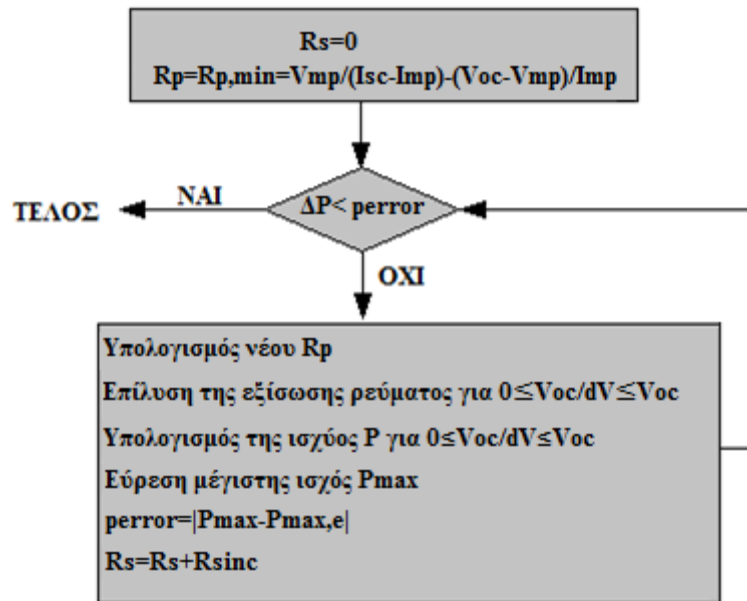 Rs=0
Rp=Rp,min=Vmp/(Isc-Imp)-(Voc-Vmp)/Imp
ΔP< perror
ΝΑΙ
ΤΕΛΟΣ
ΟΧΙ
Υπολογισμός νέου Rp
Επίλυση της εξίσωσης ρεύματος για 0≤Voc/dV≤Voc
Υπολογισμός της ισχύος P για 0≤Voc/dV≤Voc
Εύρεση μέγιστης ισχός Pmax
perror=|Pmax-Pmax,e|
Rs=Rs+Rsinc